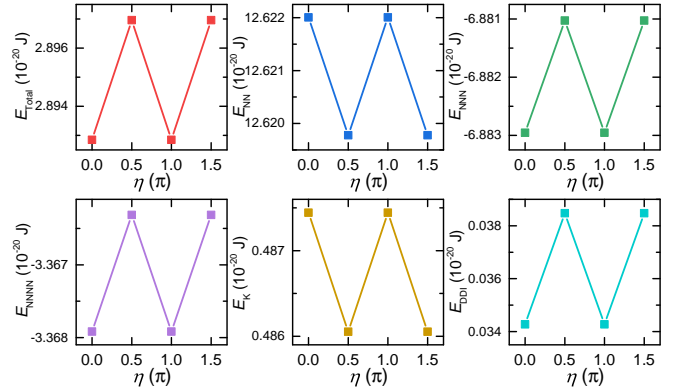 E_Total (10^-20 J)
2.896
2.894
0.0 0.5 1.0 1.5
η (π)
E_NN (10^-20 J)
12.622
12.621
12.620
0.0 0.5 1.0 1.5
η (π)
E_NNN (10^-20 J)
-6.881
-6.882
-6.883
0.0 0.5 1.0 1.5
η (π)
E_NNNN (10^-20 J)
-3.367
-3.368
0.0 0.5 1.0 1.5
η (π)
E_K (10^-20 J)
0.487
0.486
0.0 0.5 1.0 1.5
η (π)
E_DDI (10^-20 J)
0.038
0.036
0.034
0.0 0.5 1.0 1.5
η (π)